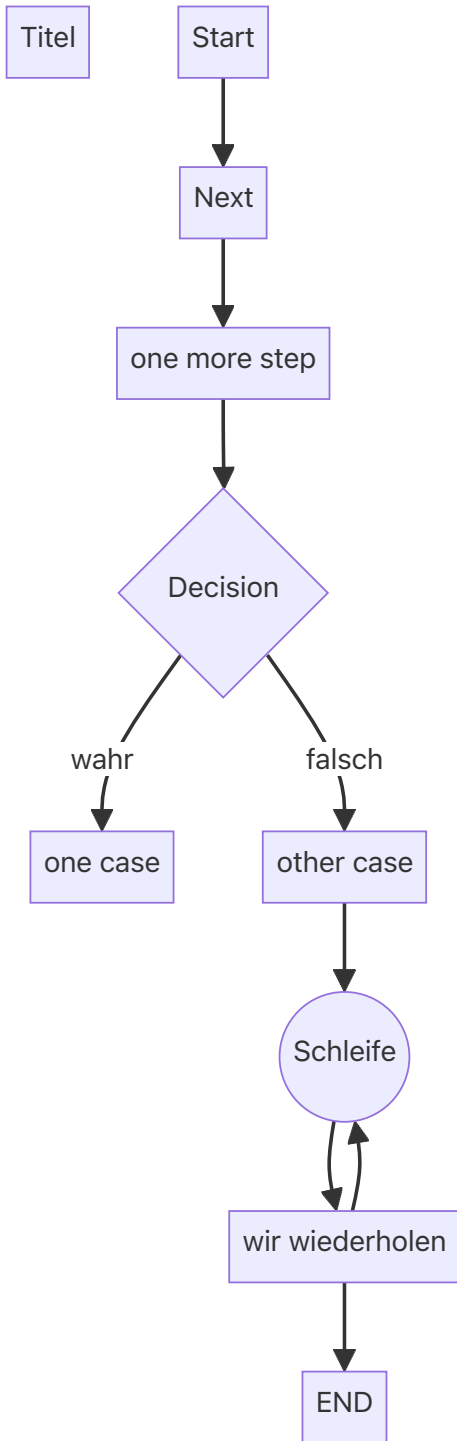 Titel
Start
Next
one more step
Decision
wahr
falsch
one case
other case
Schleife
wir wiederholen
END